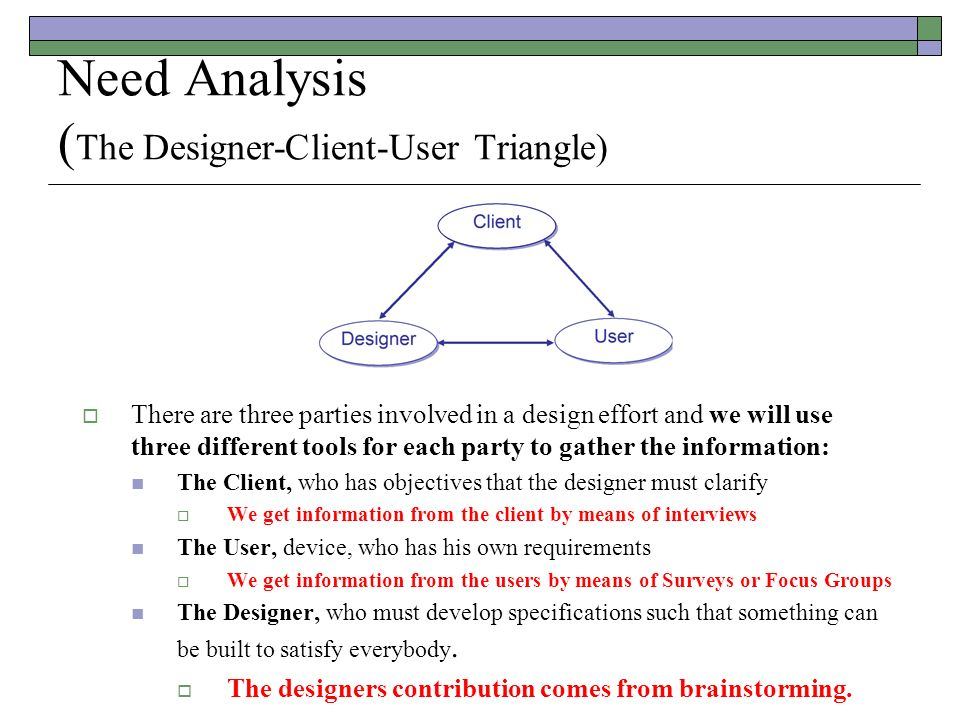 Need Analysis
(The Designer-Client-User Triangle)
Client
Designer
User
There are three parties involved in a design effort and we will use
three different tools for each party to gather the information:
The Client, who has objectives that the designer must clarify
We get information from the client by means of interviews
The User, device, who has his own requirements
We get information from the users by means of Surveys or Focus Groups
The Designer, who must develop specifications such that something can
be built to satisfy everybody.
The designers contribution comes from brainstorming.